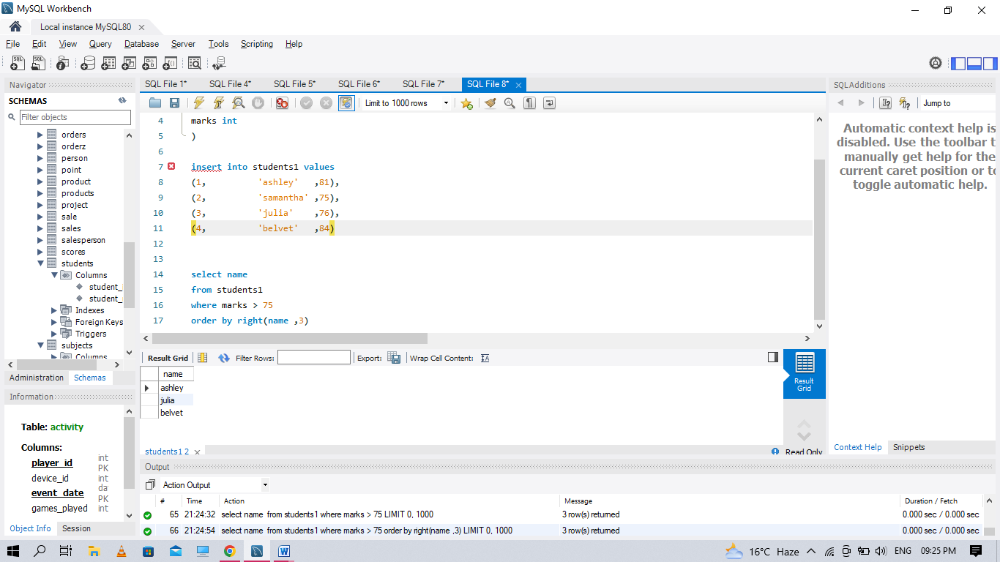 MySQL Workbench
Local instance MySQL80
File Edit View Query Database Server Tools Scripting Help
Navigator
SCHEMAS
Filter objects
orders
orderz
person
point
product
products
project
sale
sales
salesperson
scores
students
Columns
student_
student_
Indexes
Foreign Keys
Triggers
subjects
Columns
Administration Schemas
Information
Table: activity
Columns:
player_id int PK
device_id int
event_date da PK
games_played int
Object Info Session
SQL File 1* SQL File 4* SQL File 5* SQL File 6* SQL File 7* SQL File 8*
Limit to 1000 rows
4 marks int
5 )
6
7 insert into students1 values
8 (1, 'ashley' ,81),
9 (2, 'samantha' ,75),
10 (3, 'julia' ,76),
11 (4, 'belvet' ,84)
12
13
14 select name
15 from students1
16 where marks > 75
17 order by right(name ,3)
Result Grid Filter Rows: Export: Wrap Cell Content:
name
ashley
julia
belvet
Result Grid
students1 2
Read Only
Output
Action Output
# Time Action Message Duration / Fetch
65 21:24:32 select name from students1 where marks > 75 LIMIT 0, 1000 3 row(s) returned 0.000 sec / 0.000 sec
66 21:24:54 select name from students1 where marks > 75 order by right(name ,3) LIMIT 0, 1000 3 row(s) returned 0.000 sec / 0.000 sec
SQLAdditions
Jump to
Automatic context help is
disabled. Use the toolbar t
manually get help for the
current caret position or to
toggle automatic help.
Context Help Snippets
16°C Haze ENG 09:25 PM